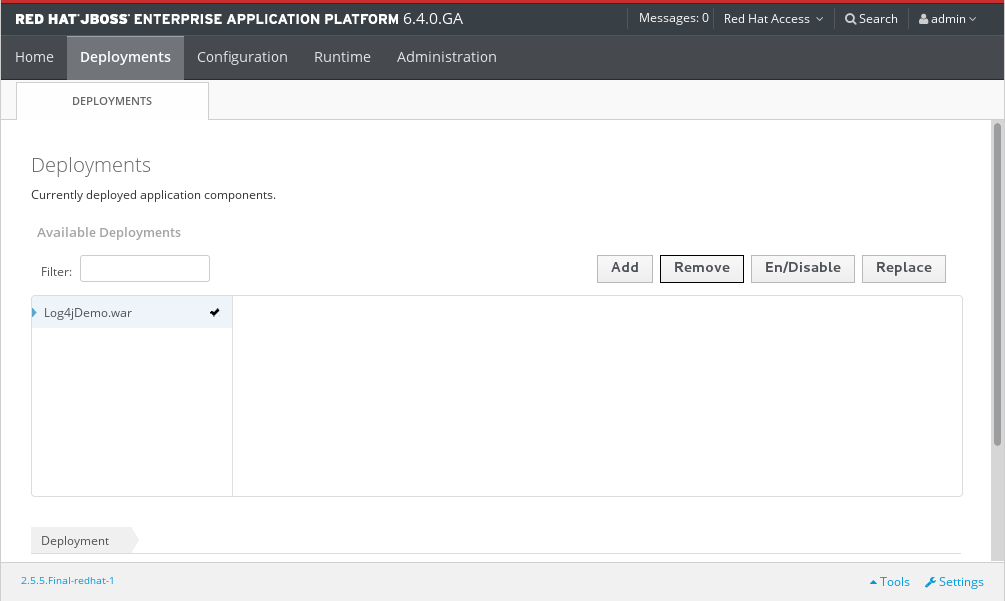 RED HAT JBOSS ENTERPRISE APPLICATION PLATFORM 6.4.0.GA Messages: 0 Red Hat Access Search admin
Home Deployments Configuration Runtime Administration
DEPLOYMENTS
Deployments
Currently deployed application components.
Available Deployments
Filter: Add Remove En/Disable Replace
Log4jDemo.war
Deployment
2.5.5.Final-redhat-1 Tools Settings